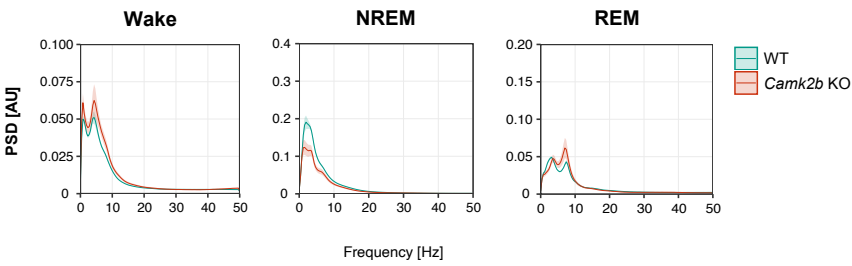 Wake
NREM
REM
PSD [AU]
0.100
0.075
0.050
0.025
0
0 10 20 30 40 50
0.4
0.3
0.2
0.1
0
0 10 20 30 40 50
0.20
0.15
0.10
0.05
0
0 10 20 30 40 50
WT
Camk2b KO
Frequency [Hz]